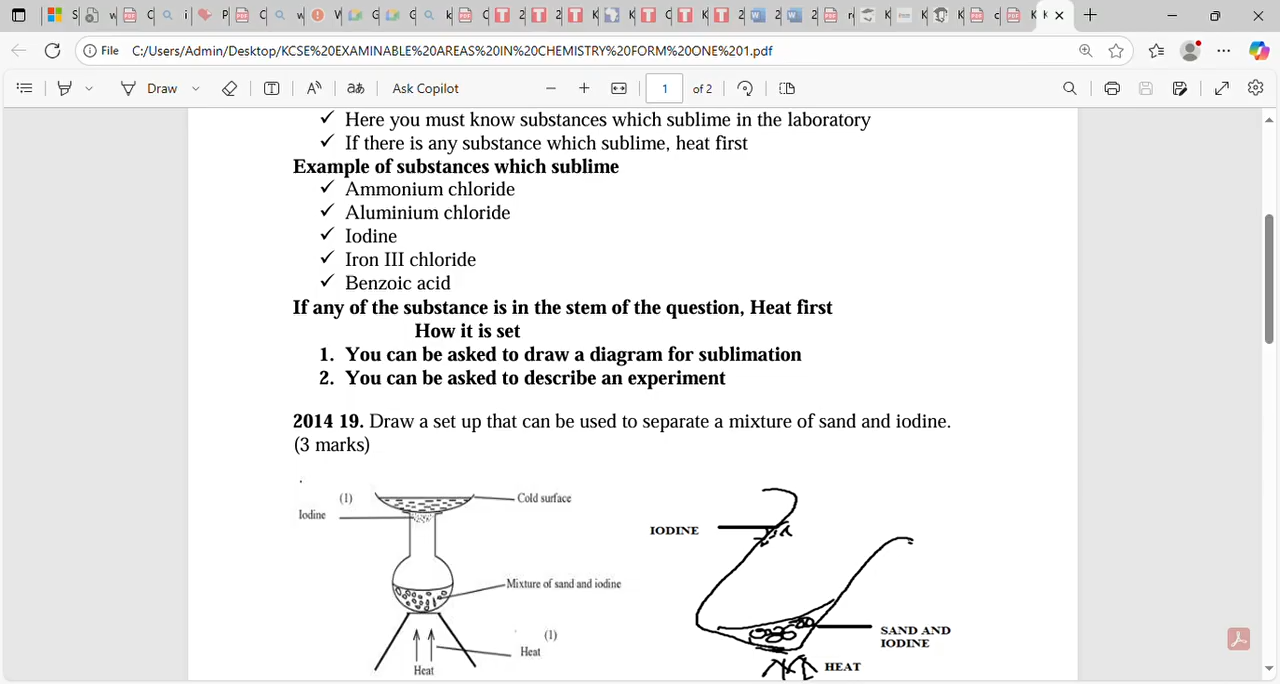 File C:/Users/Admin/Desktop/KCSE%20EXAMINABLE%20AREAS%20IN%20CHEMISTRY%20FORM%20ONE%201.pdf
Draw aあ Ask Copilot 1 of 2
✓ Here you must know substances which sublime in the laboratory
✓ If there is any substance which sublime, heat first
Example of substances which sublime
✓ Ammonium chloride
✓ Aluminium chloride
✓ Iodine
✓ Iron III chloride
✓ Benzoic acid
If any of the substance is in the stem of the question, Heat first
How it is set
1. You can be asked to draw a diagram for sublimation
2. You can be asked to describe an experiment
2014 19. Draw a set up that can be used to separate a mixture of sand and iodine.
(3 marks)
(1)
Cold surface
Iodine
IODINE
Mixture of sand and iodine
SAND AND
IODINE
(1)
Heat
Heat
HEAT